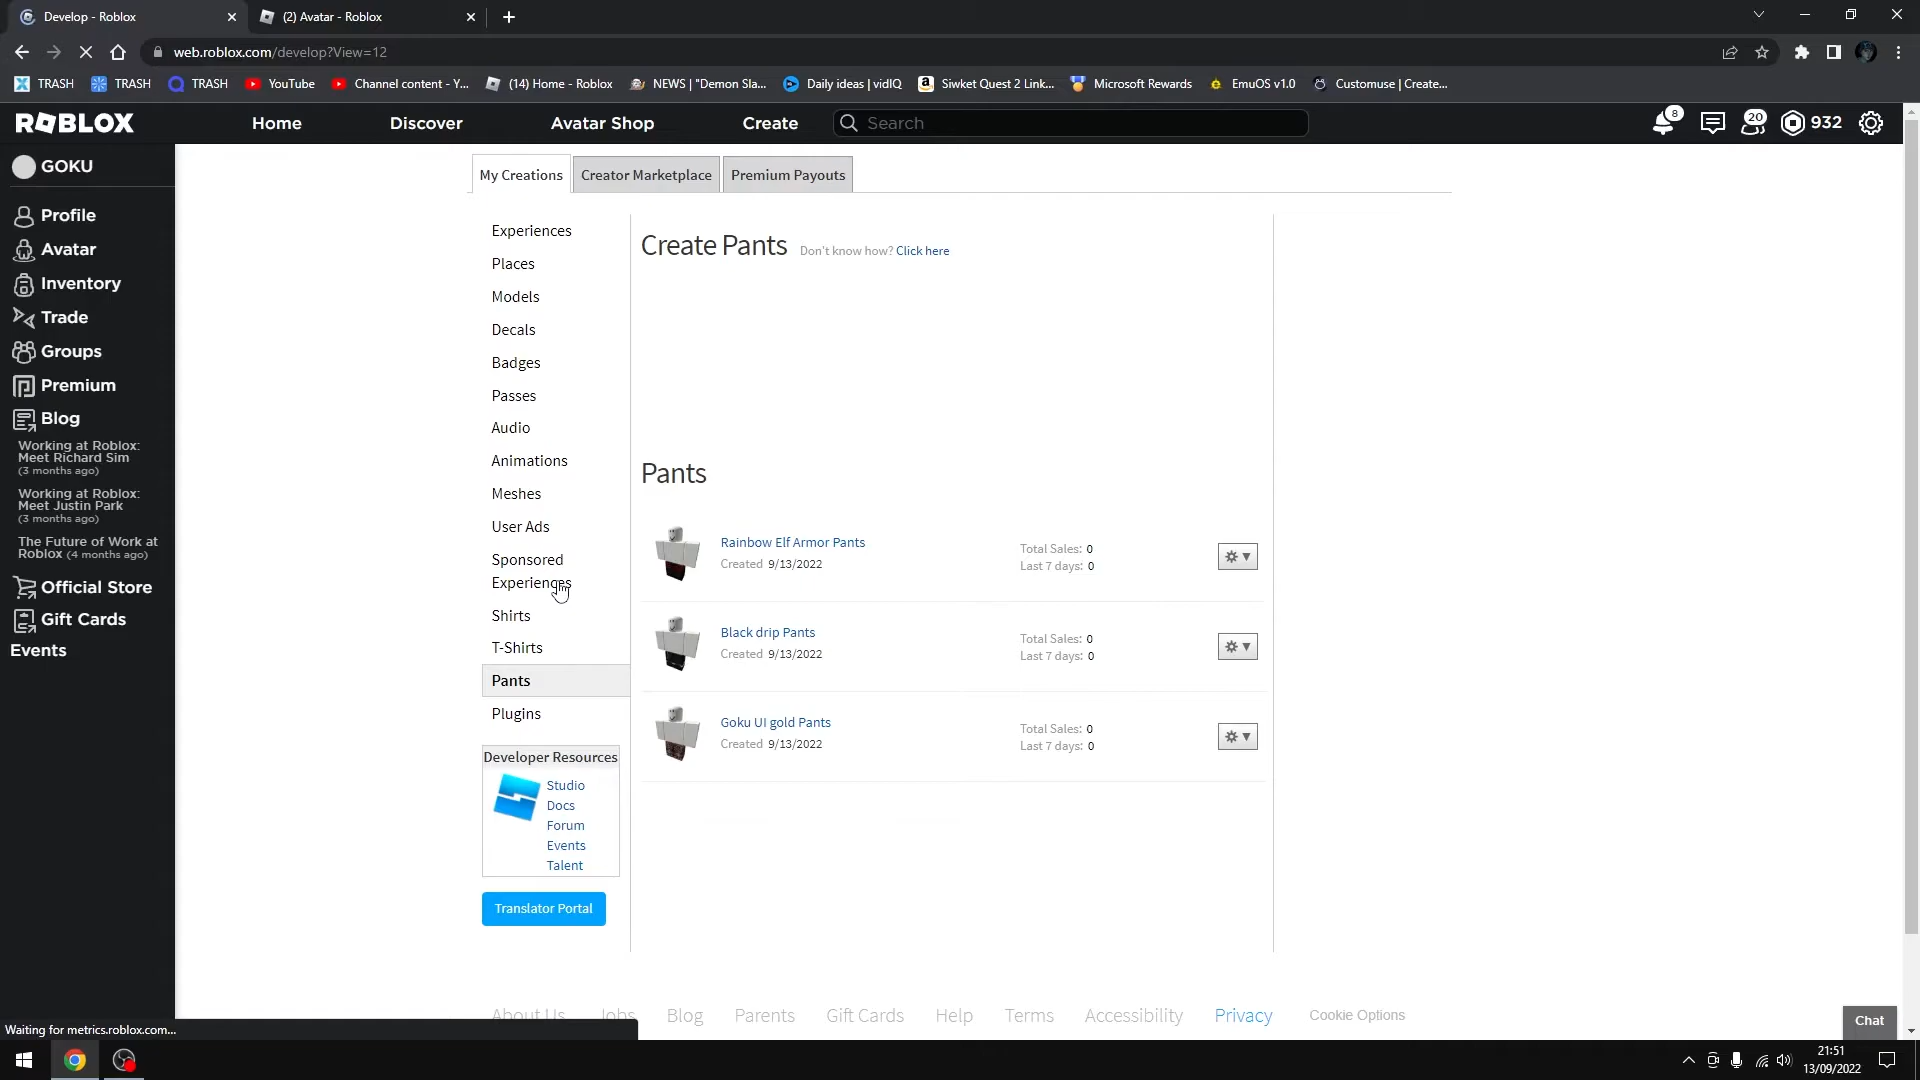 Develop - Roblox
(2) Avatar - Roblox
web.roblox.com/develop?View=12
TRASH
TRASH
TRASH
YouTube
Channel content - Y...
(14) Home - Roblox
NEWS | "Demon Sla...
Daily ideas | vidIQ
Siwket Quest 2 Link...
Microsoft Rewards
EmuOS v1.0
Customuse | Create...
ROBLOX
Home
Discover
Avatar Shop
Create
Search
8
20
932
GOKU
Profile
Avatar
Inventory
Trade
Groups
Premium
Blog
Working at Roblox:
Meet Richard Sim
(3 months ago)
Working at Roblox:
Meet Justin Park
(3 months ago)
The Future of Work at
Roblox (4 months ago)
Official Store
Gift Cards
Events
My Creations
Creator Marketplace
Premium Payouts
Experiences
Places
Models
Decals
Badges
Passes
Audio
Animations
Meshes
User Ads
Sponsored
Experiences
Shirts
T-Shirts
Pants
Plugins
Developer Resources
Studio
Docs
Forum
Events
Talent
Translator Portal
Create Pants Don't know how? Click here
Pants
Rainbow Elf Armor Pants
Created 9/13/2022
Total Sales: 0
Last 7 days: 0
Black drip Pants
Created 9/13/2022
Total Sales: 0
Last 7 days: 0
Goku UI gold Pants
Created 9/13/2022
Total Sales: 0
Last 7 days: 0
About Us
Jobs
Blog
Parents
Gift Cards
Help
Terms
Accessibility
Privacy
Cookie Options
Chat
Waiting for metrics.roblox.com...
21:51
13/09/2022